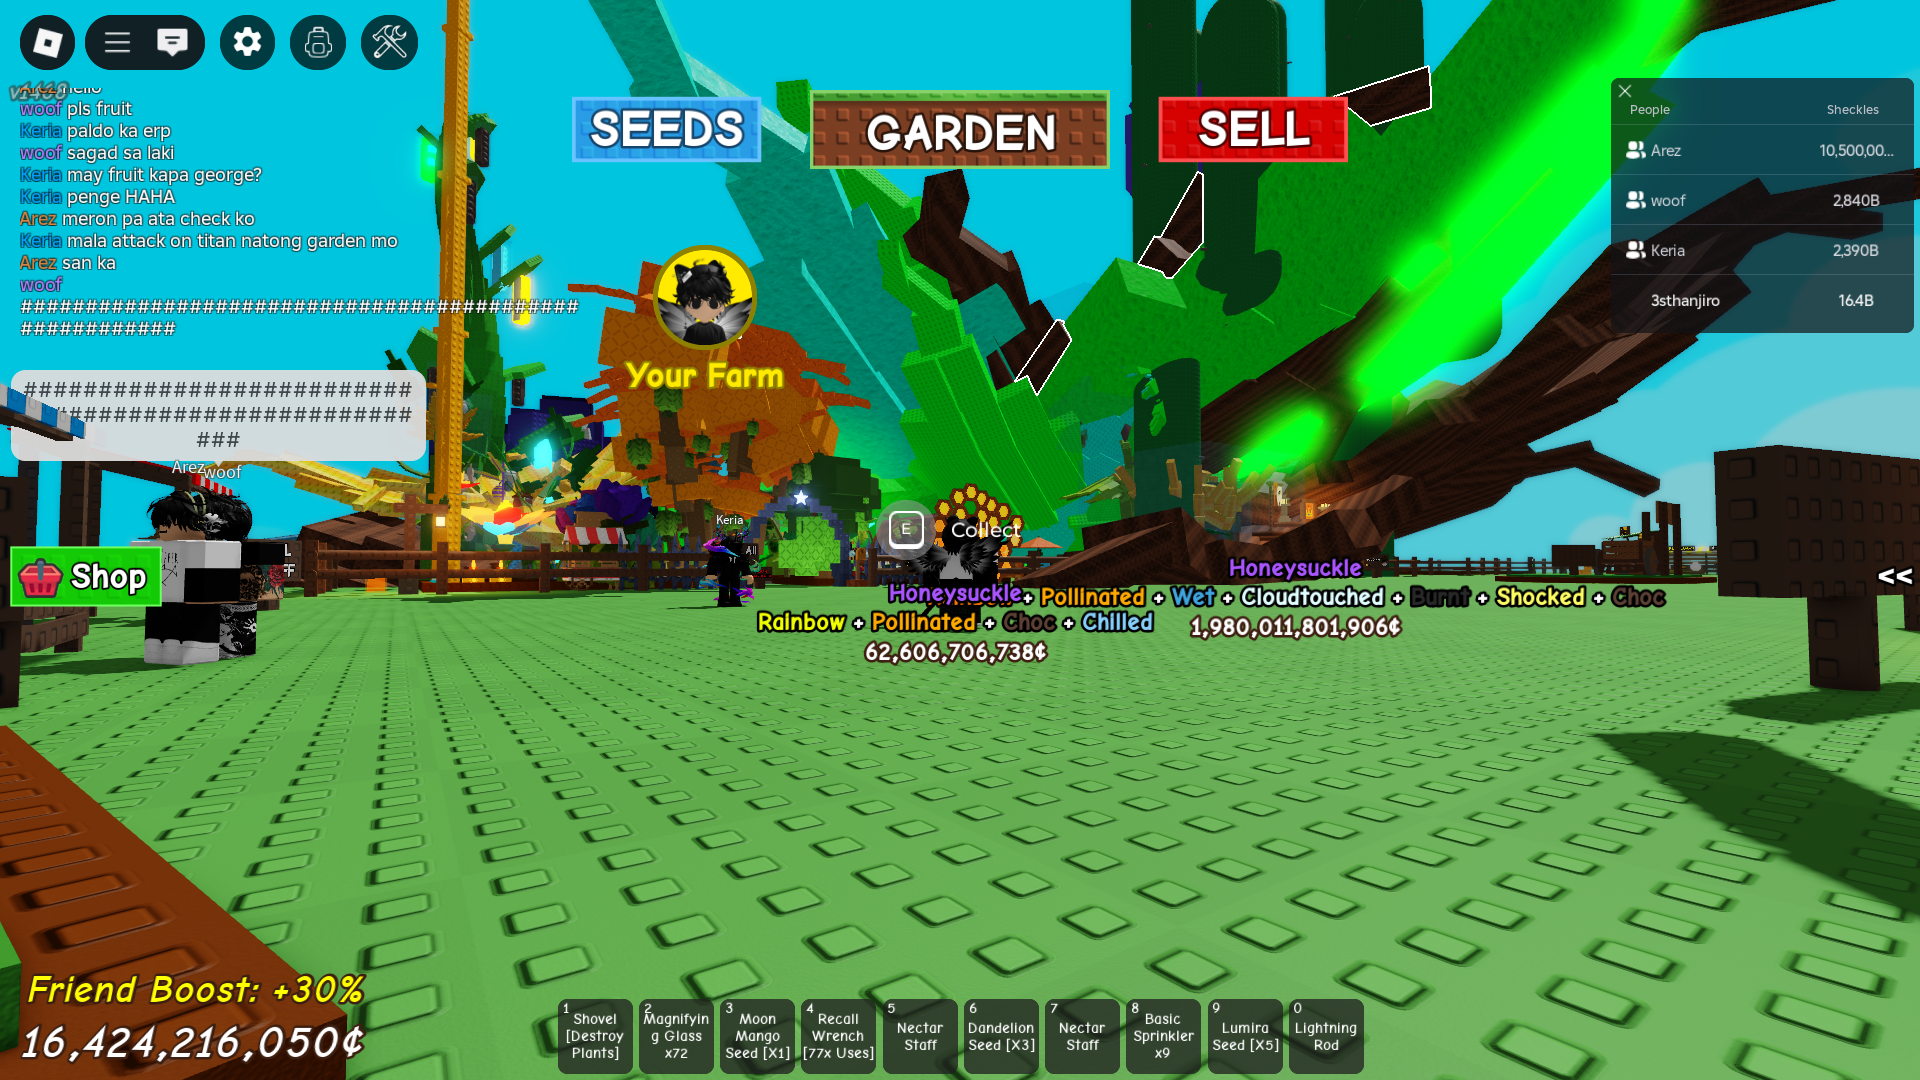 v1468
Arez hello
woof pls fruit
Keria paldo ka erp
woof sagad sa laki
Keria may fruit kapa george?
Keria penge HAHA
Arez meron pa ata check ko
Keria mala attack on titan natong garden mo
Arez san ka
woof
###########################################
############
SEEDS
GARDEN
SELL
People Sheckles
Arez 10,500,00...
woof 2,840B
Keria 2,390B
3sthanjiro 16.4B
Your Farm
##########################
########################
###
Arez
woof
Keria
All
E Collect
Shop
<<
Honeysuckle
+ Pollinated + Wet + Cloudtouched + Burnt + Shocked + Choc
1,980,011,801,906¢
Honeysuckle
Rainbow + Pollinated + Choc + Chilled
62,606,706,738¢
Friend Boost: +30%
16,424,216,050¢
1 Shovel [Destroy Plants]
2 Magnifying Glass x72
3 Moon Mango Seed [X1]
4 Recall Wrench [77x Uses]
5 Nectar Staff
6 Dandelion Seed [X3]
7 Nectar Staff
8 Basic Sprinkler x9
9 Lumira Seed [X5]
0 Lightning Rod